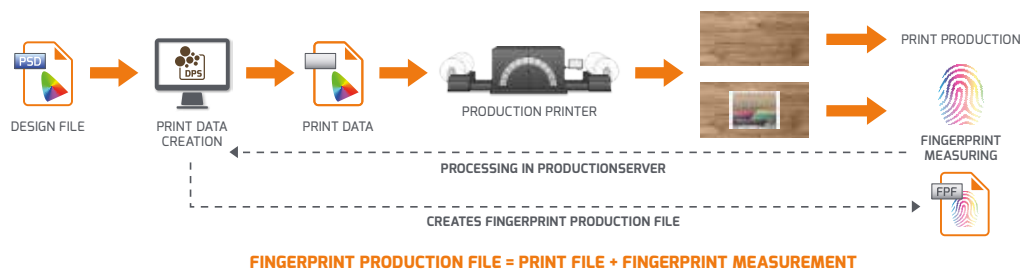 PSD
DPS
DESIGN FILE
PRINT DATA
CREATION
PRINT DATA
PRODUCTION PRINTER
PRINT PRODUCTION
FINGERPRINT
MEASURING
PROCESSING IN PRODUCTIONSERVER
FPF
CREATES FINGERPRINT PRODUCTION FILE
FINGERPRINT PRODUCTION FILE = PRINT FILE + FINGERPRINT MEASUREMENT